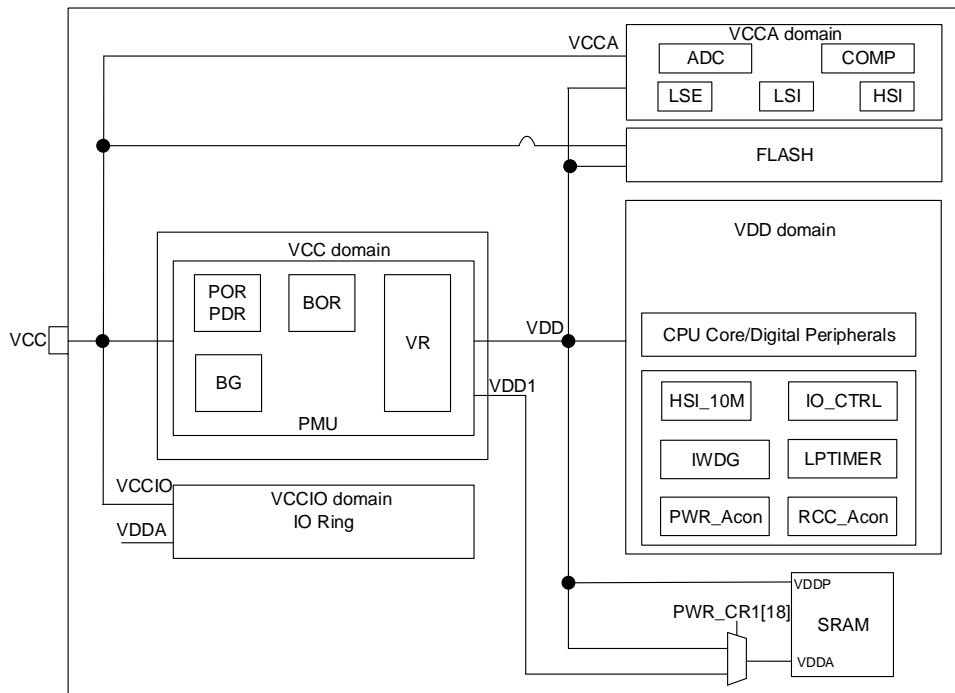 VCCA domain
VCCA
ADC
COMP
LSE
LSI
HSI
FLASH
VDD domain
VCC domain
POR
PDR
BOR
VR
VCC
VDD
CPU Core/Digital Peripherals
BG
VDD1
HSI_10M
IO_CTRL
PMU
IWDG
LPTIMER
VCCIO
VCCIO domain
IO Ring
VDDA
PWR_Acon
RCC_Acon
VDDP
PWR_CR1[18]
SRAM
VDDA